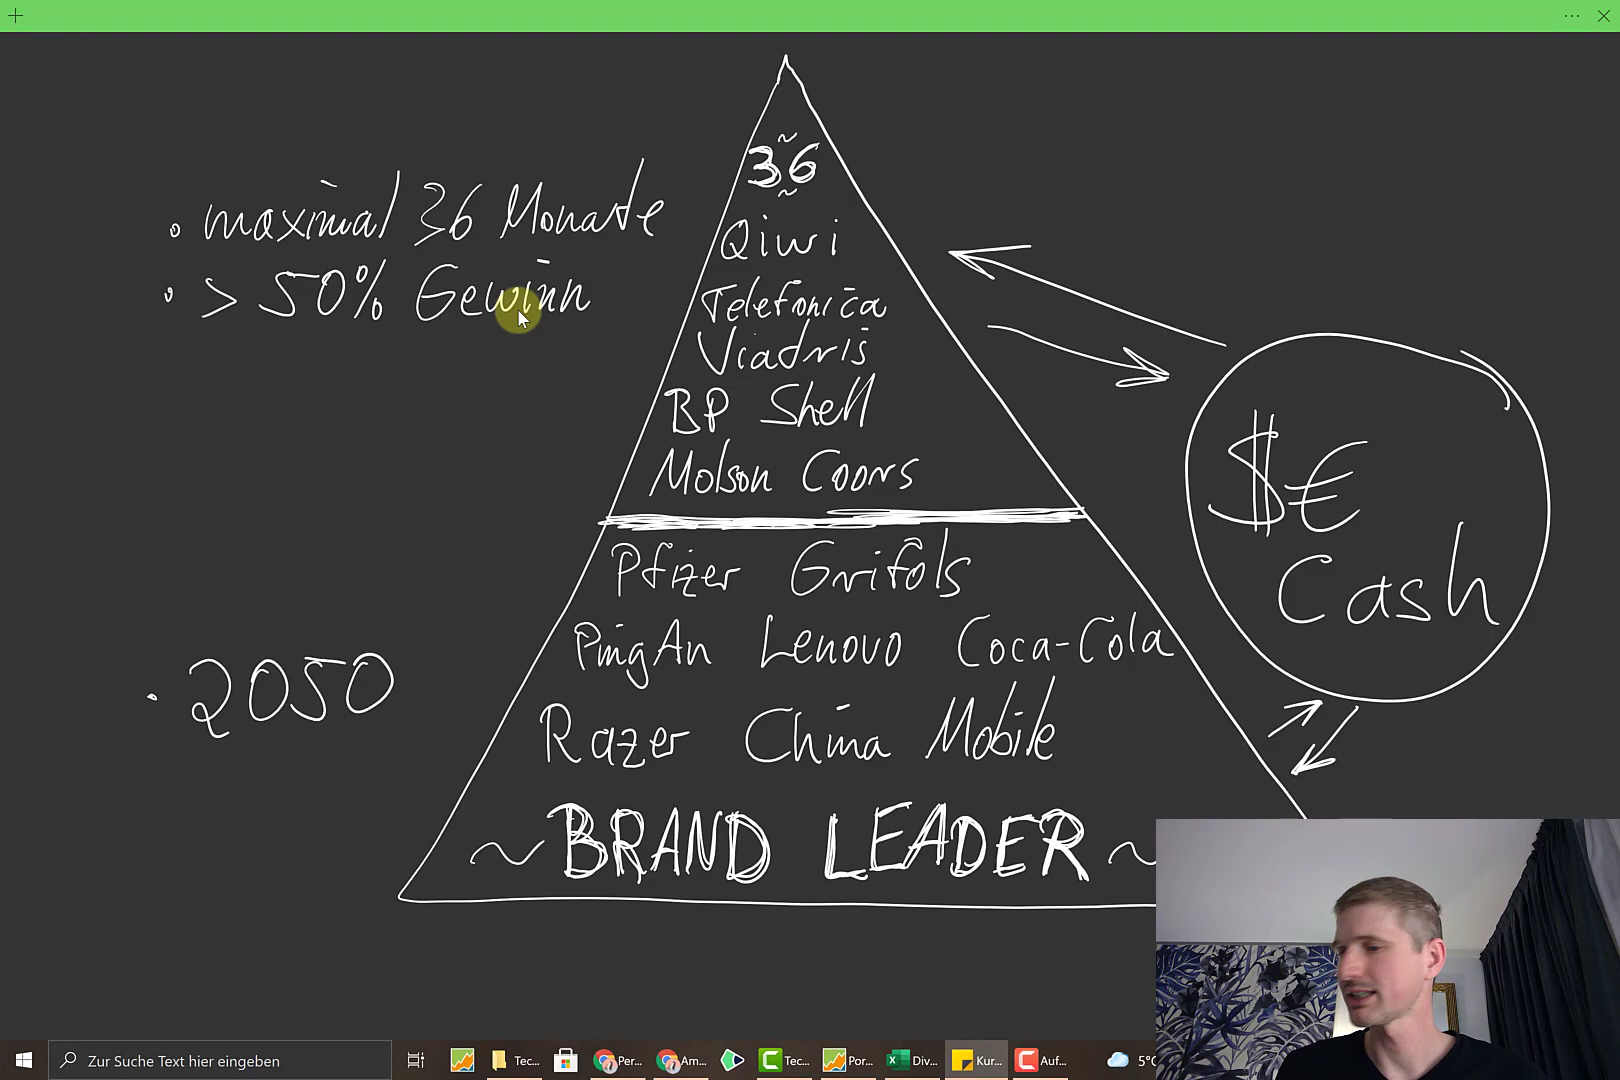 ~
36
~
• maximal 36 Monate
• > 50% Gewinn
Qiwi
Telefonica
Viadris
BP Shell
Molson Coors
$€
Cash
Pfizer Grifols
PingAn Lenovo Coca-Cola
• 2050
Razer China Mobile
~ BRAND LEADER ~
Zur Suche Text hier eingeben
Tec...
Per...
Am...
Tec...
Por...
Div...
Kur...
Auf...
5°C